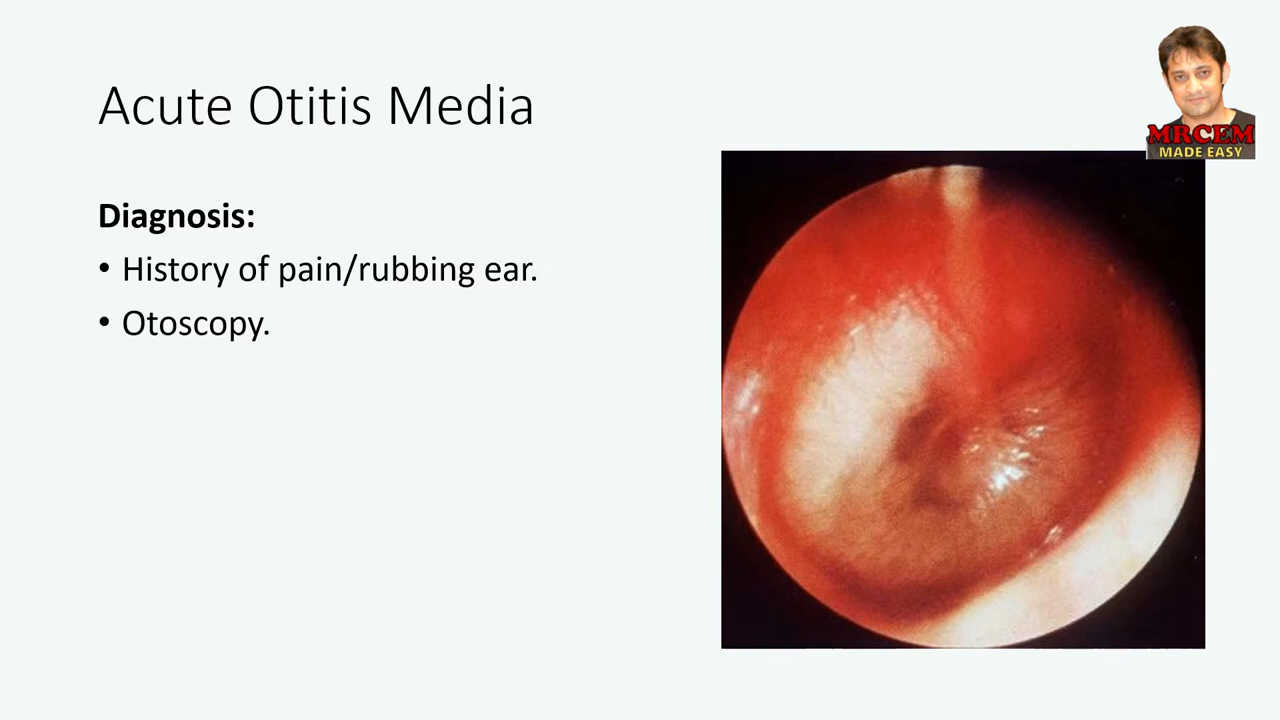 Acute Otitis Media
MRCEM
MADE EASY
Diagnosis:
• History of pain/rubbing ear.
• Otoscopy.